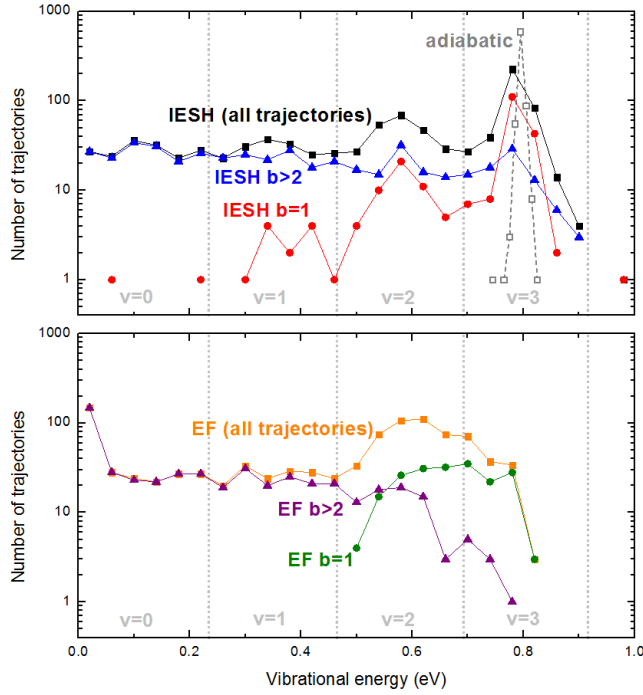 1000
100
10
1
Number of trajectories
adiabatic
IESH (all trajectories)
IESH b>2
IESH b=1
v=0 v=1 v=2 v=3
1000
100
10
1
Number of trajectories
EF (all trajectories)
EF b>2
EF b=1
v=0 v=1 v=2 v=3
0.0 0.2 0.4 0.6 0.8 1.0
Vibrational energy (eV)